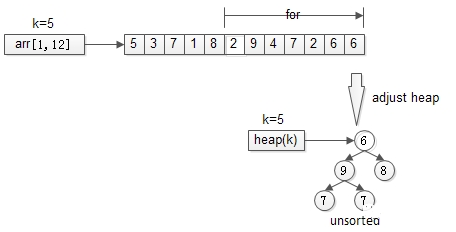 for
k=5
arr[1, 12]
5 3 7 1 8 2 9 4 7 2 6 6
adjust heap
k=5
heap(k)
6
9 8
7 7
unsorted